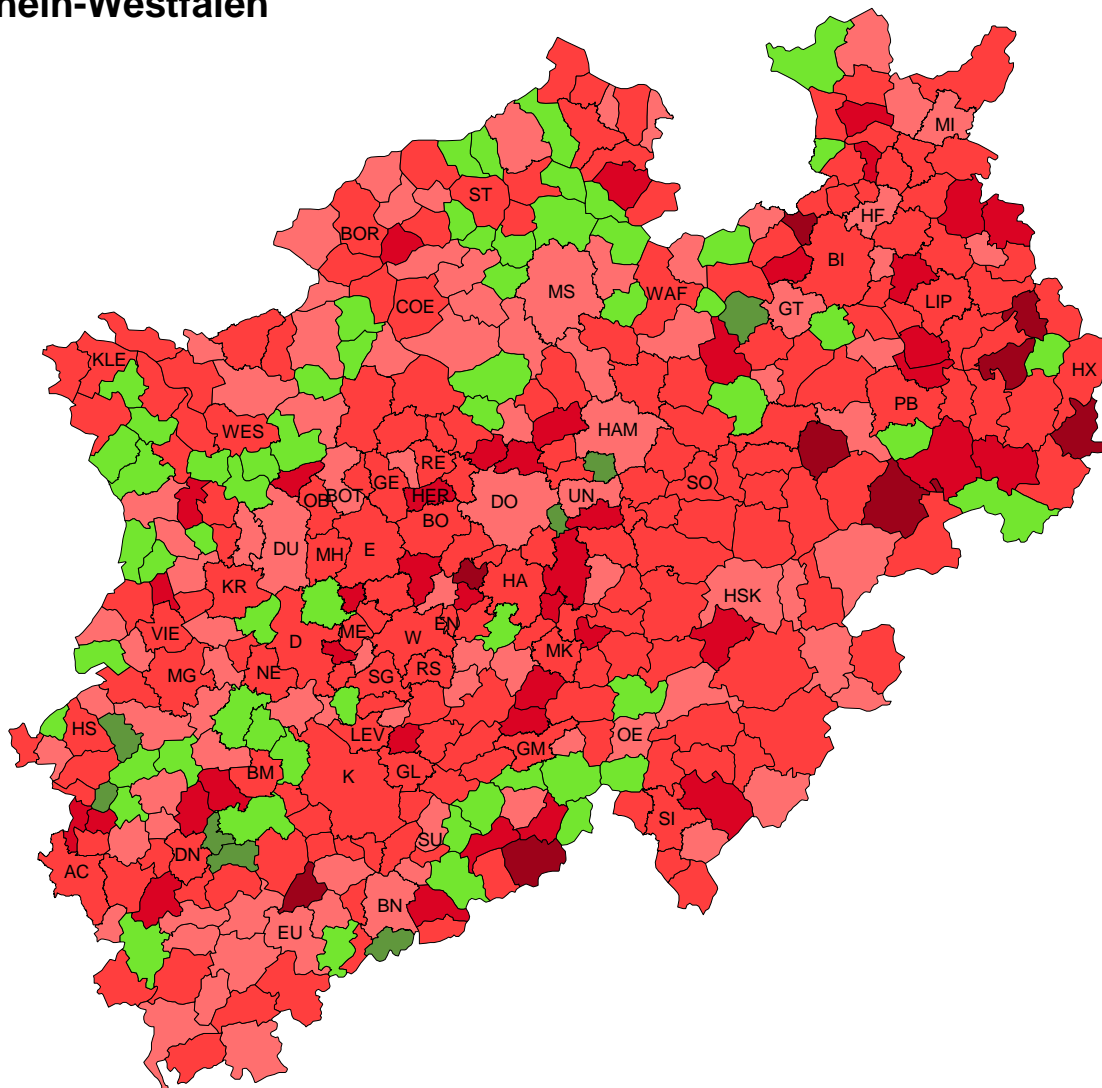 hein-Westfalen
MI
ST
HF
BOR
BI
MS
WAF
LIP
COE
GT
KLE
HX
PB
WES
HAM
RE
GE
SO
OB
BOT
HER
UN
DO
BO
DU
MH
E
HA
KR
HSK
EN
VIE
ME
W
D
MK
RS
NE
SG
MG
HS
LEV
OE
GM
BM
GL
K
SI
SU
DN
AC
BN
EU